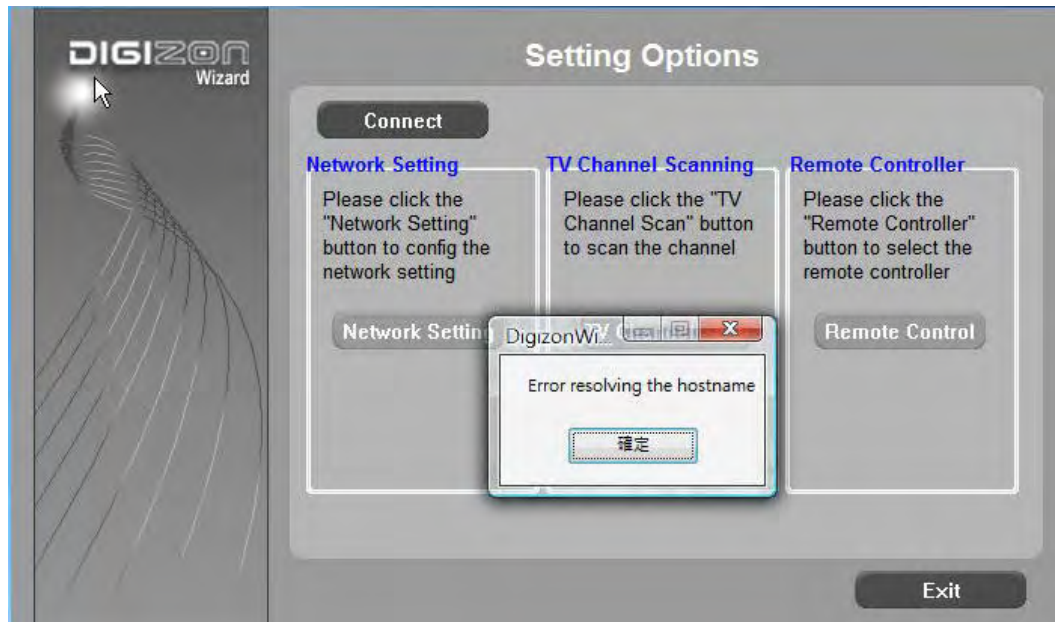 DIGIZON
Wizard
Setting Options
Connect
Network Setting
Please click the
"Network Setting"
button to config the
network setting
Network Setting
TV Channel Scanning
Please click the "TV
Channel Scan" button
to scan the channel
Remote Controller
Please click the
"Remote Controller"
button to select the
remote controller
Remote Control
DigizonWi...
Error resolving the hostname
確定
Exit